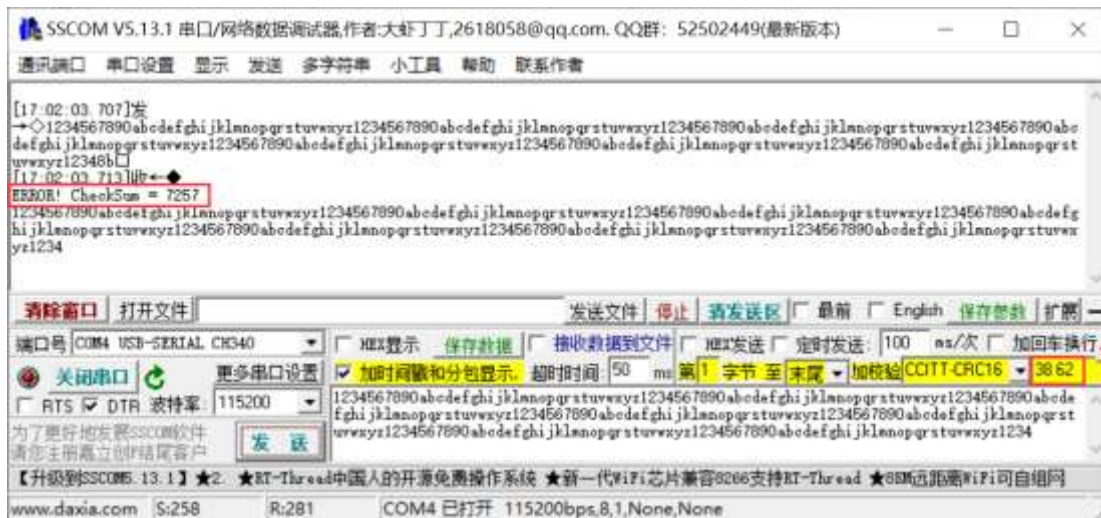 SSCOM V5.13.1 串口/网络数据调试器,作者:大虾丁丁,2618058@qq.com. QQ群: 52502449(最新版本)
通讯端口 串口设置 显示 发送 多字符串 小工具 帮助 联系作者
[17:02:03.707]发
→◇1234567890abcdefghijklmnopqrstuvwxyz1234567890abcdefghijklmnopqrstuvwxyz1234567890abcdefghijklmnopqrstuvwxyz1234567890abc
defghijklmnopqrstuvwxyz1234567890abcdefghijklmnopqrstuvwxyz1234567890abcdefghijklmnopqrstuvwxyz1234567890abcdefghijklmnopqrst
uvwxyz12348b□
[17:02:03.713]收←◆
ERROR! CheckSum = 7257
1234567890abcdefghijklmnopqrstuvwxyz1234567890abcdefghijklmnopqrstuvwxyz1234567890abcdefghijklmnopqrstuvwxyz1234567890abcdefg
hijklmnopqrstuvwxyz1234567890abcdefghijklmnopqrstuvwxyz1234567890abcdefghijklmnopqrstuvwxyz1234567890abcdefghijklmnopqrstuvwx
yz1234
清除窗口 打开文件 发送文件 停止 清发送区 最前 English 保存参数 扩展 —
端口号 COM4 USB-SERIAL CH340 HEX显示 保存数据 接收数据到文件 HEX发送 定时发送: 100 ms/次 加回车换行
关闭串口 更多串口设置 加时间戳和分包显示. 超时时间: 50 ms 第 1 字节 至 末尾 加校验 CCITT-CRC16 38 62
RTS DTR 波特率: 115200
1234567890abcdefghijklmnopqrstuvwxyz1234567890abcdefghijklmnopqrstuvwxyz1234567890abcdefghijklmnopqrstuvwxyz1234567890abcde
fghijklmnopqrstuvwxyz1234567890abcdefghijklmnopqrstuvwxyz1234567890abcdefghijklmnopqrstuvwxyz1234567890abcdefghijklmnopqrst
uvwxyz1234567890abcdefghijklmnopqrstuvwxyz1234567890abcdefghijklmnopqrstuvwxyz1234
为了更好地发展SSCOM软件
请您注册嘉立创F结尾客户
发 送
【升级到SSCOM5.13.1】★2. ★RT-Thread中国人的开源免费操作系统 ★新一代WiFi芯片兼容8266支持RT-Thread ★8KM远距离WiFi可自组网
www.daxia.com S:258 R:281 COM4 已打开 115200bps,8,1,None,None